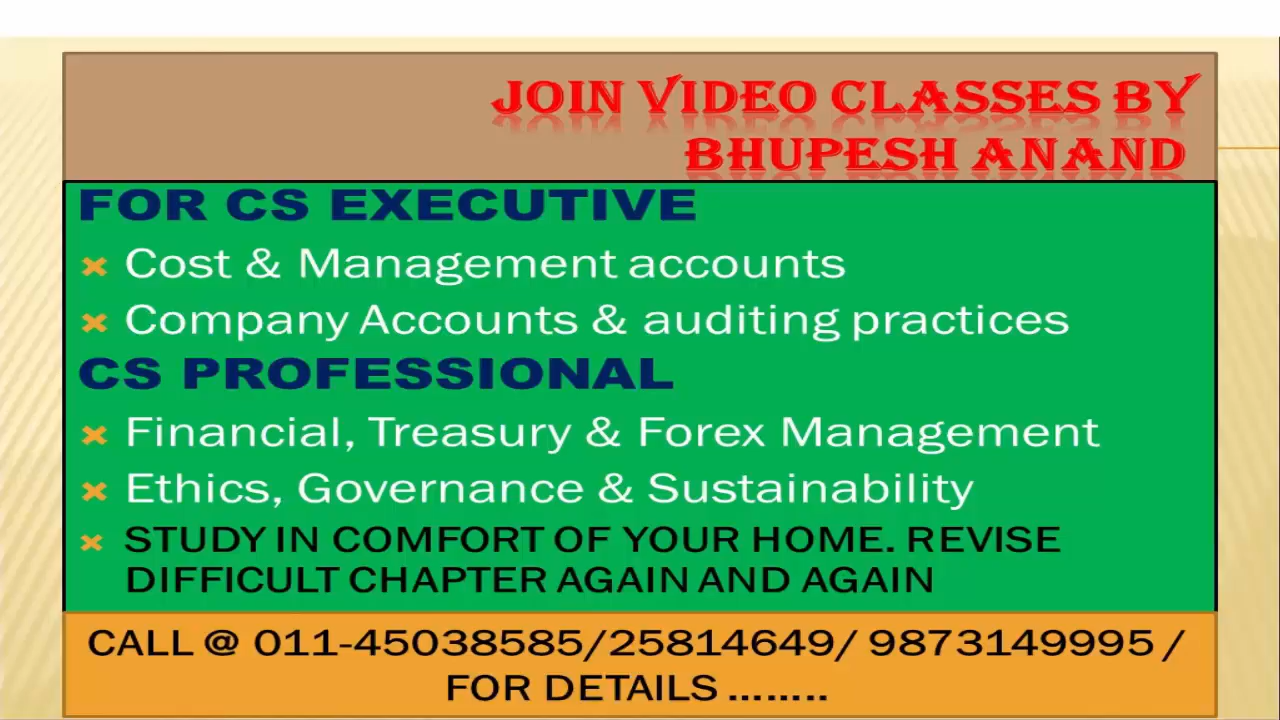 JOIN VIDEO CLASSES BY
BHUPESH ANAND
FOR CS EXECUTIVE
Cost & Management accounts
Company Accounts & auditing practices
CS PROFESSIONAL
Financial, Treasury & Forex Management
Ethics, Governance & Sustainability
STUDY IN COMFORT OF YOUR HOME. REVISE
DIFFICULT CHAPTER AGAIN AND AGAIN
CALL @ 011-45038585/25814649/ 9873149995 /
FOR DETAILS ........